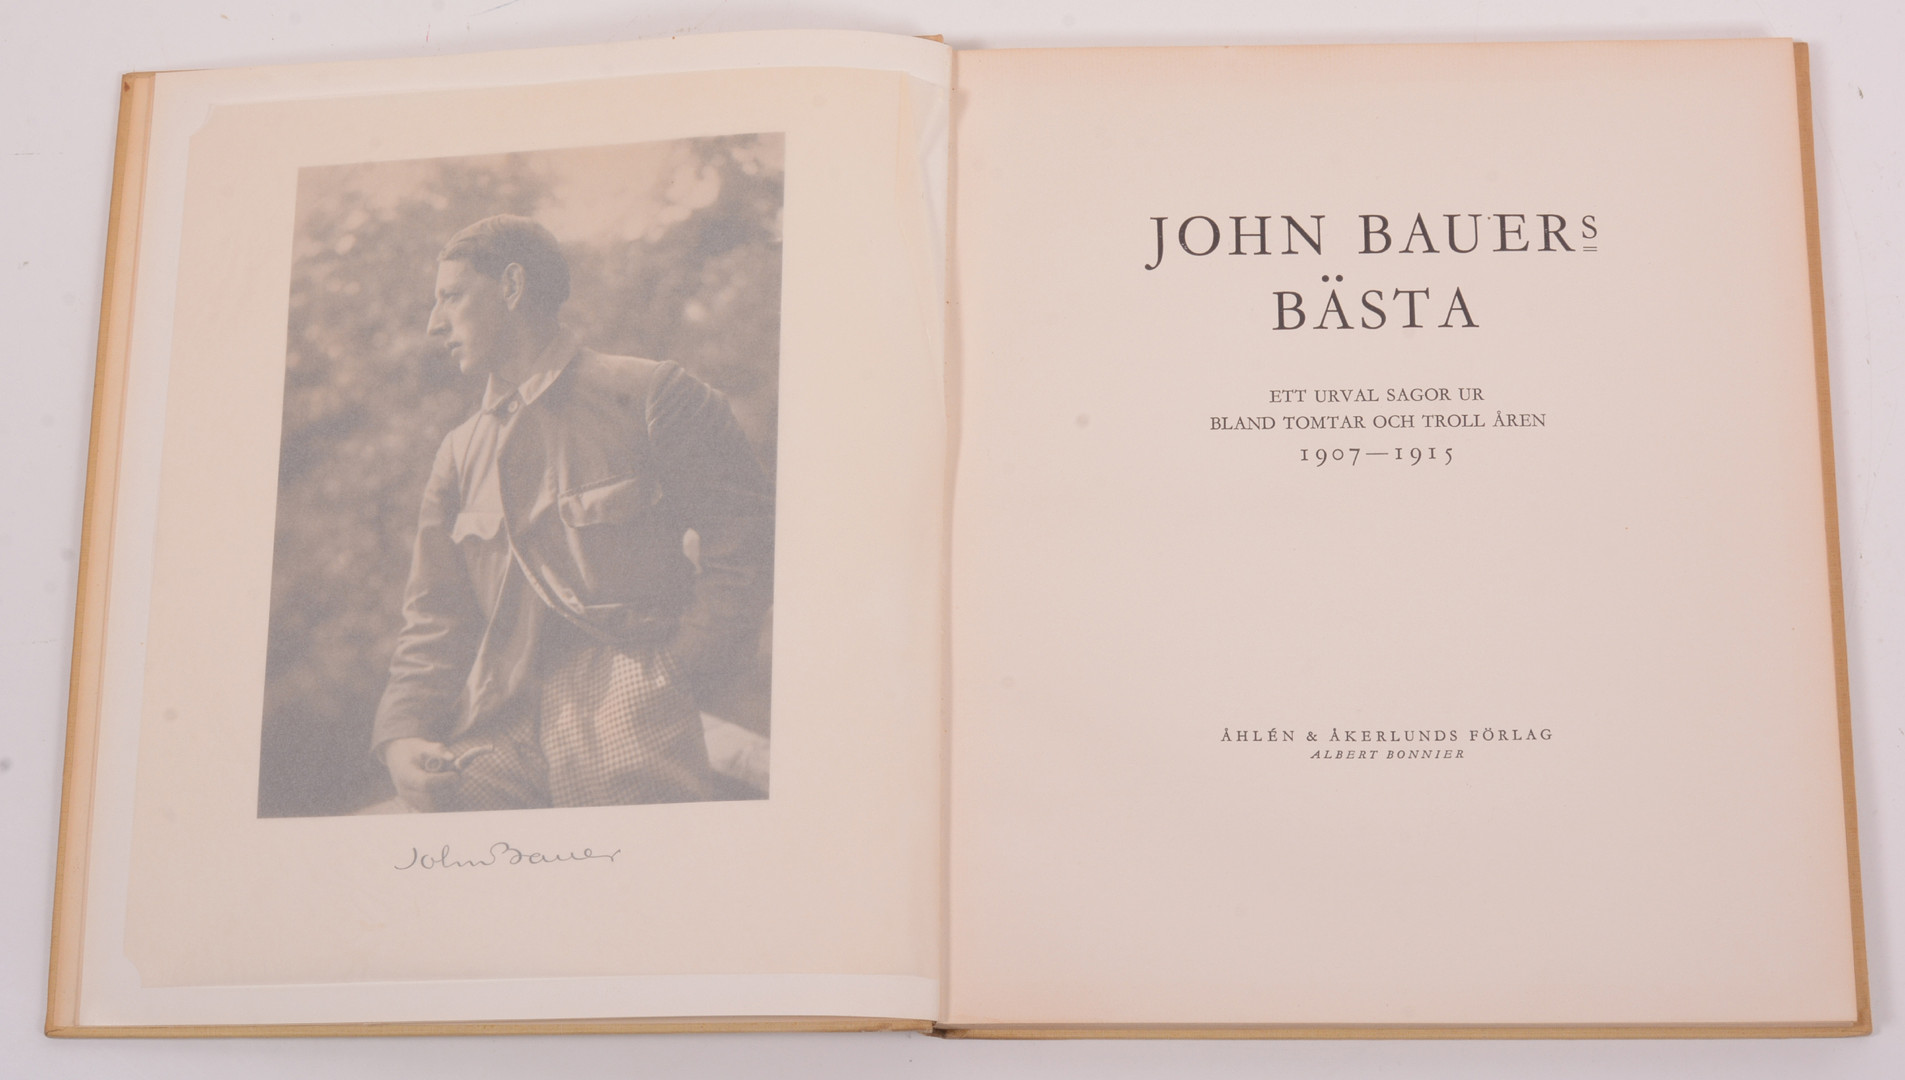 John Bauer
JOHN BAUERS
BÄSTA
ETT URVAL SAGOR UR
BLAND TOMTAR OCH TROLL ÅREN
1907—1915
ÅHLÉN & ÅKERLUNDS FÖRLAG
ALBERT BONNIER